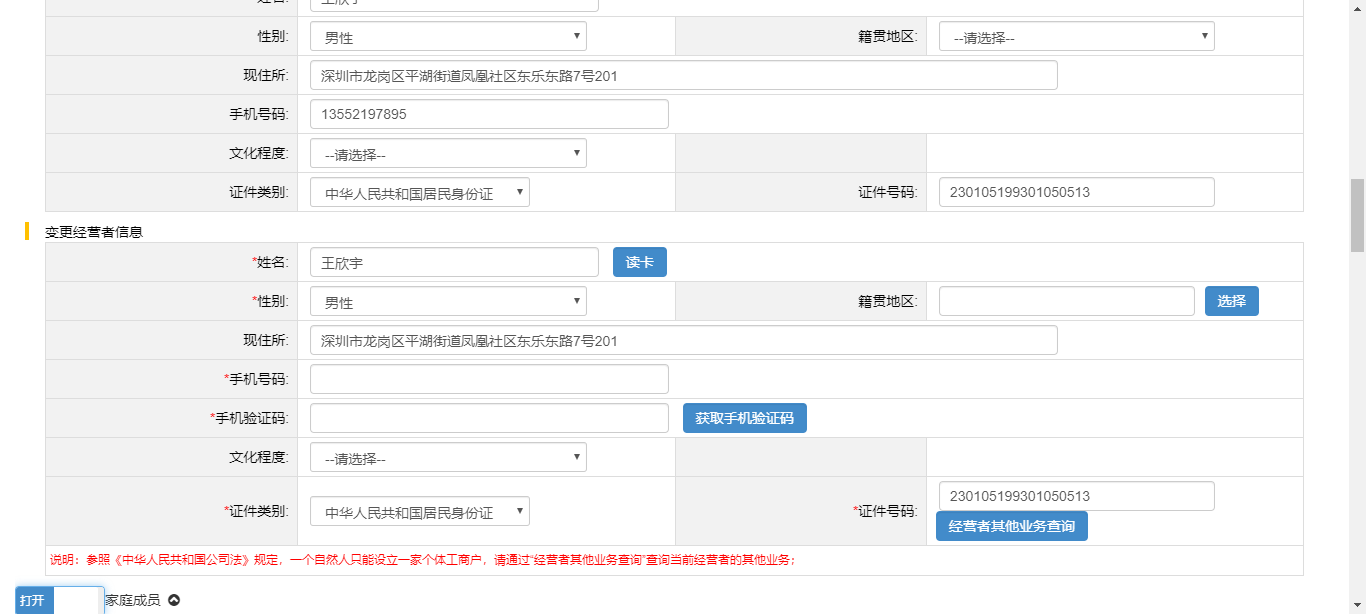 性别: 男性 籍贯地区: --请选择--
现住所: 深圳市龙岗区平湖街道凤凰社区东乐东路7号201
手机号码: 13552197895
文化程度: --请选择--
证件类别: 中华人民共和国居民身份证 证件号码: 230105199301050513
变更经营者信息
*姓名: 王欣宇 读卡
*性别: 男性 籍贯地区: 选择
现住所: 深圳市龙岗区平湖街道凤凰社区东乐东路7号201
*手机号码:
*手机验证码: 获取手机验证码
文化程度: --请选择--
*证件类别: 中华人民共和国居民身份证 *证件号码: 230105199301050513
经营者其他业务查询
说明：参照《中华人民共和国公司法》规定，一个自然人只能设立一家个体工商户，请通过"经营者其他业务查询"查询当前经营者的其他业务；
打开 家庭成员